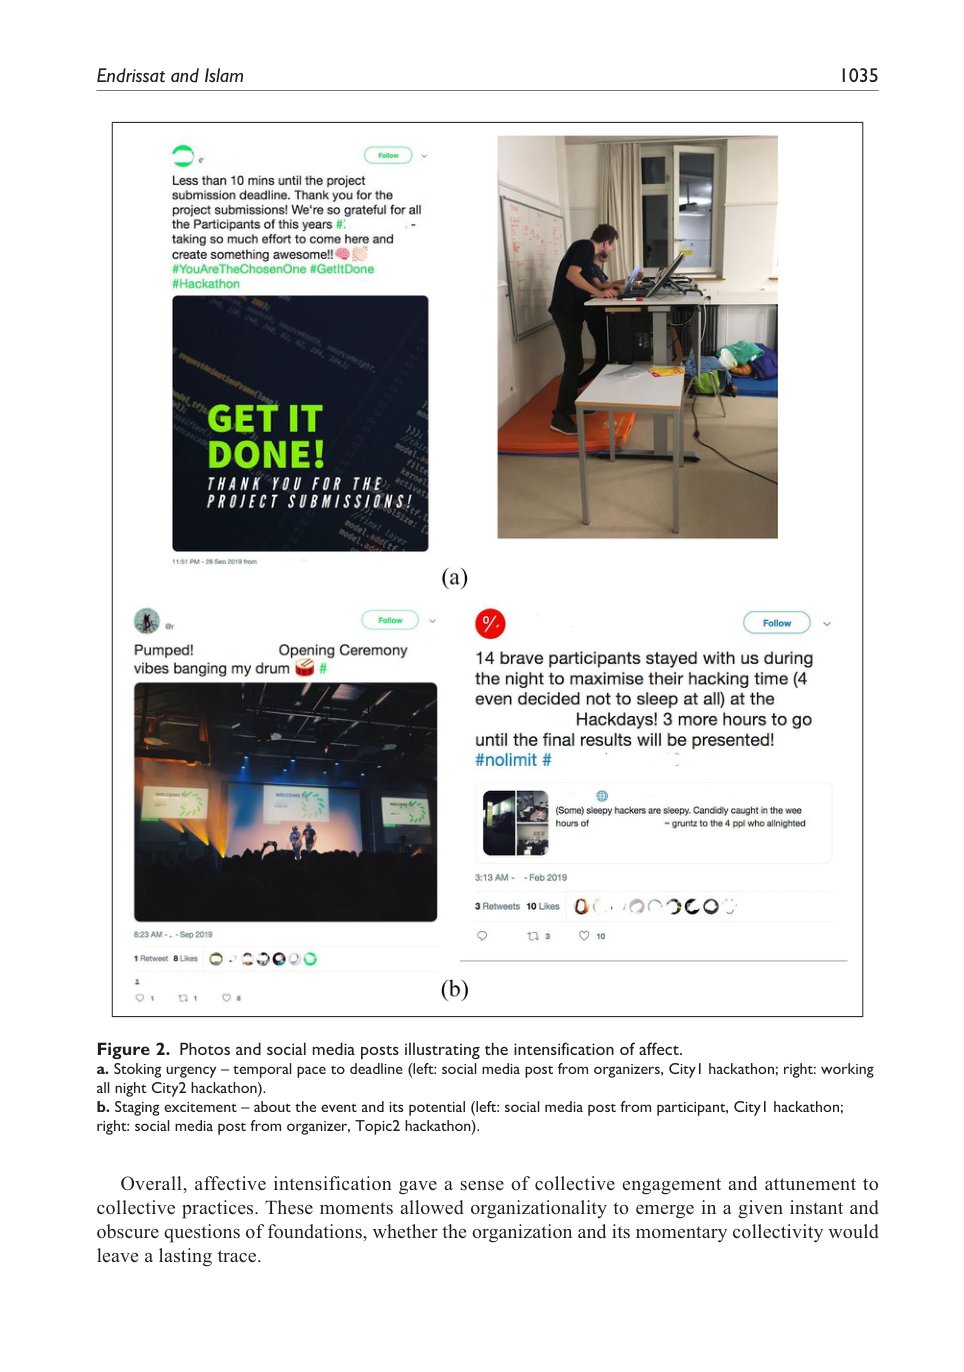 Endrissat and Islam
1035
Follow
Less than 10 mins until the project
submission deadline. Thank you for the
project submissions! We're so grateful for all
the Participants of this years #
taking so much effort to come here and
create something awesome!!
#YouAreTheChosenOne #GetItDone
#Hackathon
GET IT
DONE!
THANK YOU FOR THE
PROJECT SUBMISSIONS!
11:51 PM - 28 Sep 2019 from
(a)
@r
Follow
Pumped! Opening Ceremony
vibes banging my drum 🥁 #
WELCOME
WELCOME
WELCOME
8:23 AM - - Sep 2019
1 Retweet 8 Likes
1 1 8
%
Follow
14 brave participants stayed with us during
the night to maximise their hacking time (4
even decided not to sleep at all) at the
Hackdays! 3 more hours to go
until the final results will be presented!
#nolimit #
(Some) sleepy hackers are sleepy. Candidly caught in the wee
hours of – gruntz to the 4 ppl who allnighted
3:13 AM - - Feb 2019
3 Retweets 10 Likes
3 10
(b)
Figure 2. Photos and social media posts illustrating the intensification of affect.
a. Stoking urgency – temporal pace to deadline (left: social media post from organizers, City1 hackathon; right: working
all night City2 hackathon).
b. Staging excitement – about the event and its potential (left: social media post from participant, City1 hackathon;
right: social media post from organizer, Topic2 hackathon).
Overall, affective intensification gave a sense of collective engagement and attunement to
collective practices. These moments allowed organizationality to emerge in a given instant and
obscure questions of foundations, whether the organization and its momentary collectivity would
leave a lasting trace.